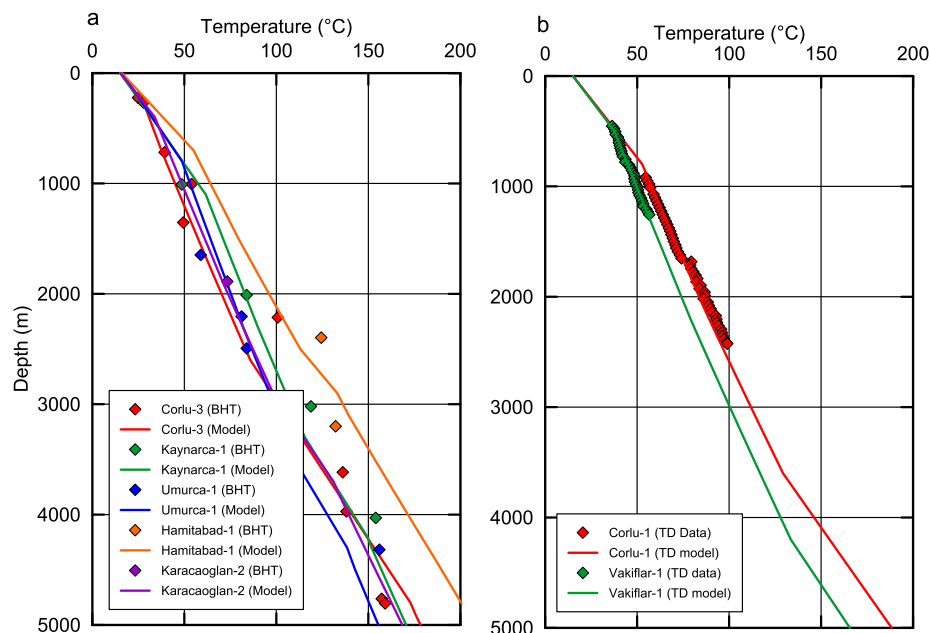 a
Temperature (°C)
0 50 100 150 200
0
1000
2000
3000
4000
5000
Depth (m)
Corlu-3 (BHT)
Corlu-3 (Model)
Kaynarca-1 (BHT)
Kaynarca-1 (Model)
Umurca-1 (BHT)
Umurca-1 (Model)
Hamitabad-1 (BHT)
Hamitabad-1 (Model)
Karacaoglan-2 (BHT)
Karacaoglan-2 (Model)
b
Temperature (°C)
0 50 100 150 200
0
1000
2000
3000
4000
5000
Corlu-1 (TD Data)
Corlu-1 (TD model)
Vakiflar-1 (TD data)
Vakiflar-1 (TD model)